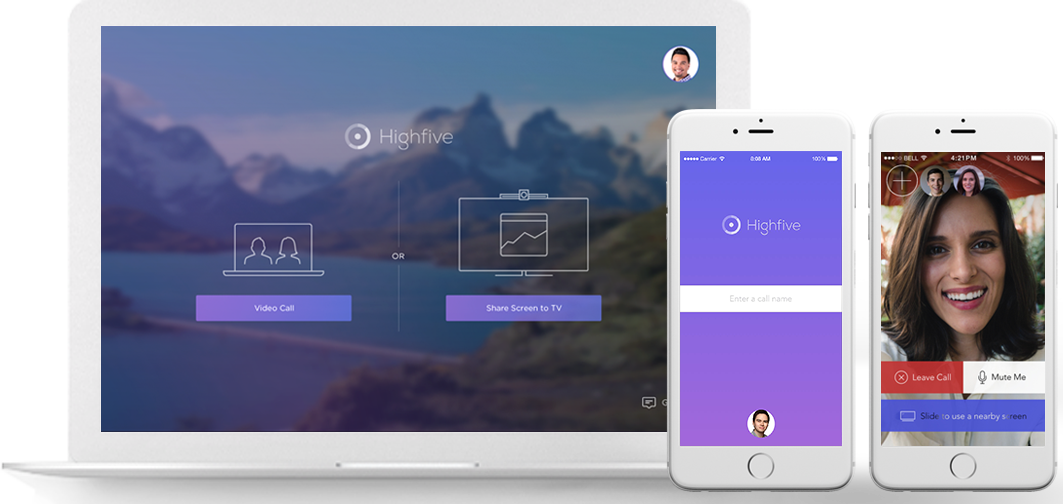 Highfive
OR
Video Call
Share Screen to TV
Carrier
9:08 AM
100%
Highfive
Enter a call name
BELL
4:21 PM
100%
Leave Call
Mute Me
Slide to use a nearby screen